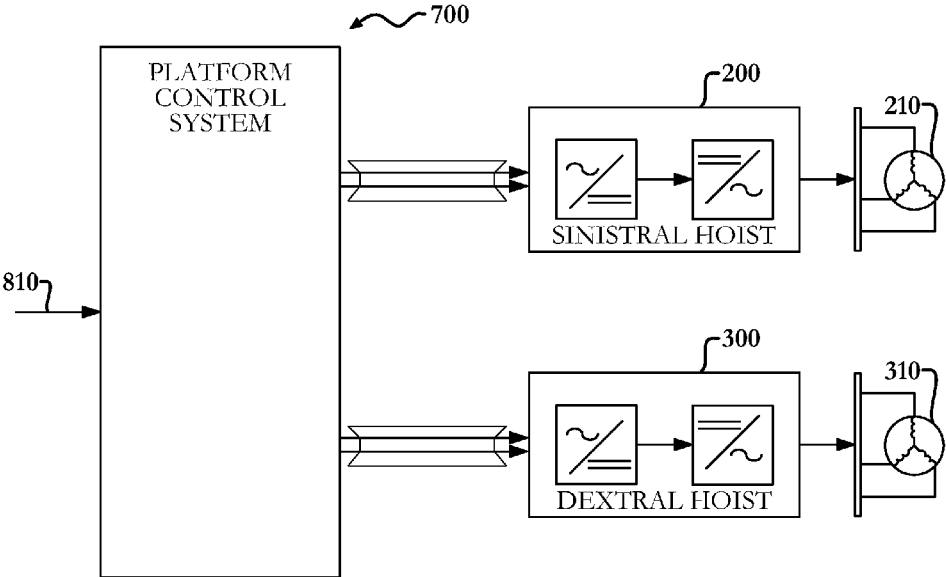 700
PLATFORM
CONTROL
SYSTEM
200
210
SINISTRAL HOIST
810
300
310
DEXTRAL HOIST